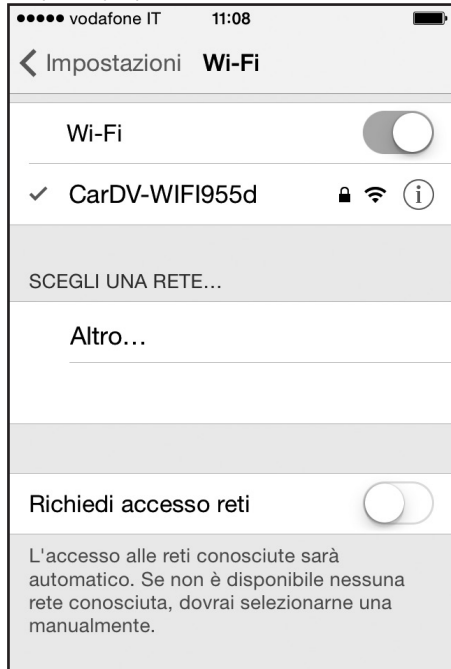 vodafone IT 11:08
Impostazioni Wi-Fi
Wi-Fi
CarDV-WIFI955d
SCEGLI UNA RETE...
Altro...
Richiedi accesso reti
L'accesso alle reti conosciute sarà
automatico. Se non è disponibile nessuna
rete conosciuta, dovrai selezionarne una
manualmente.